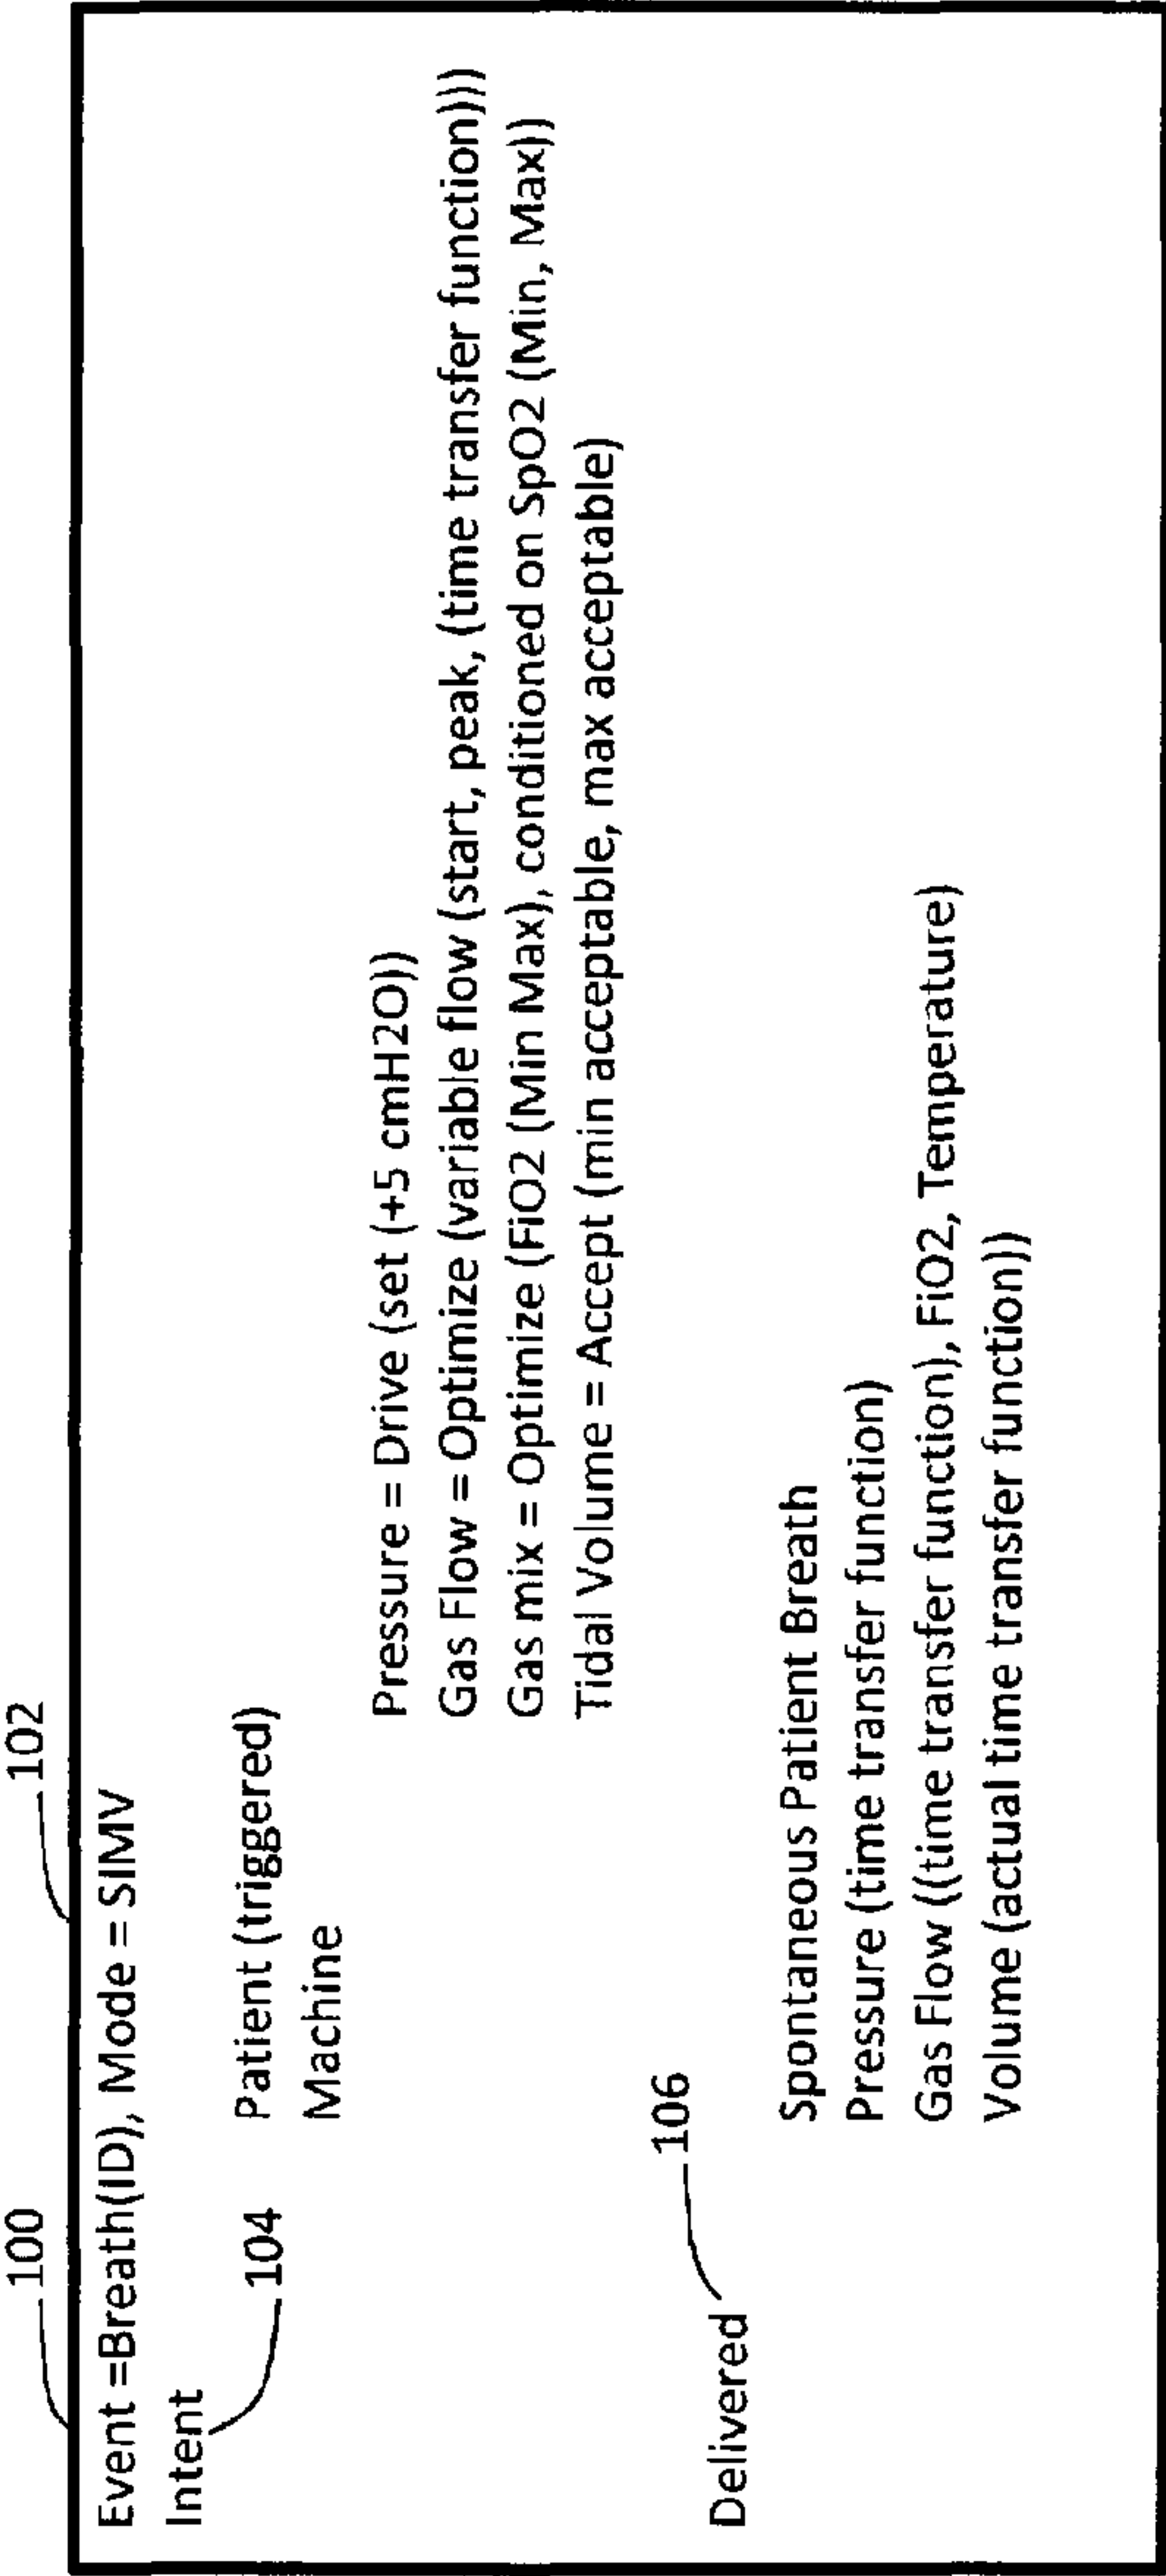 100
102
Event =Breath(ID), Mode = SIMV
Intent
104
Patient (triggered)
Machine
Pressure = Drive (set (+5 cmH2O))
Gas Flow = Optimize (variable flow (start, peak, (time transfer function)))
Gas mix = Optimize (FiO2 (Min Max), conditioned on SpO2 (Min, Max))
Tidal Volume = Accept (min acceptable, max acceptable)
106
Delivered
Spontaneous Patient Breath
Pressure (time transfer function)
Gas Flow ((time transfer function), FiO2, Temperature)
Volume (actual time transfer function))